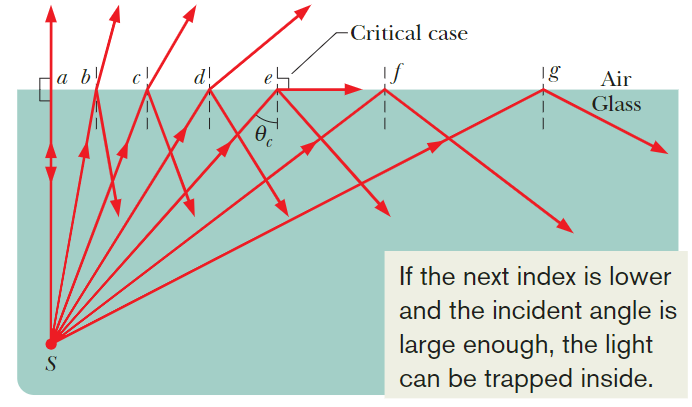 Critical case
a b c d e f g Air
Glass
θc
S
If the next index is lower
and the incident angle is
large enough, the light
can be trapped inside.